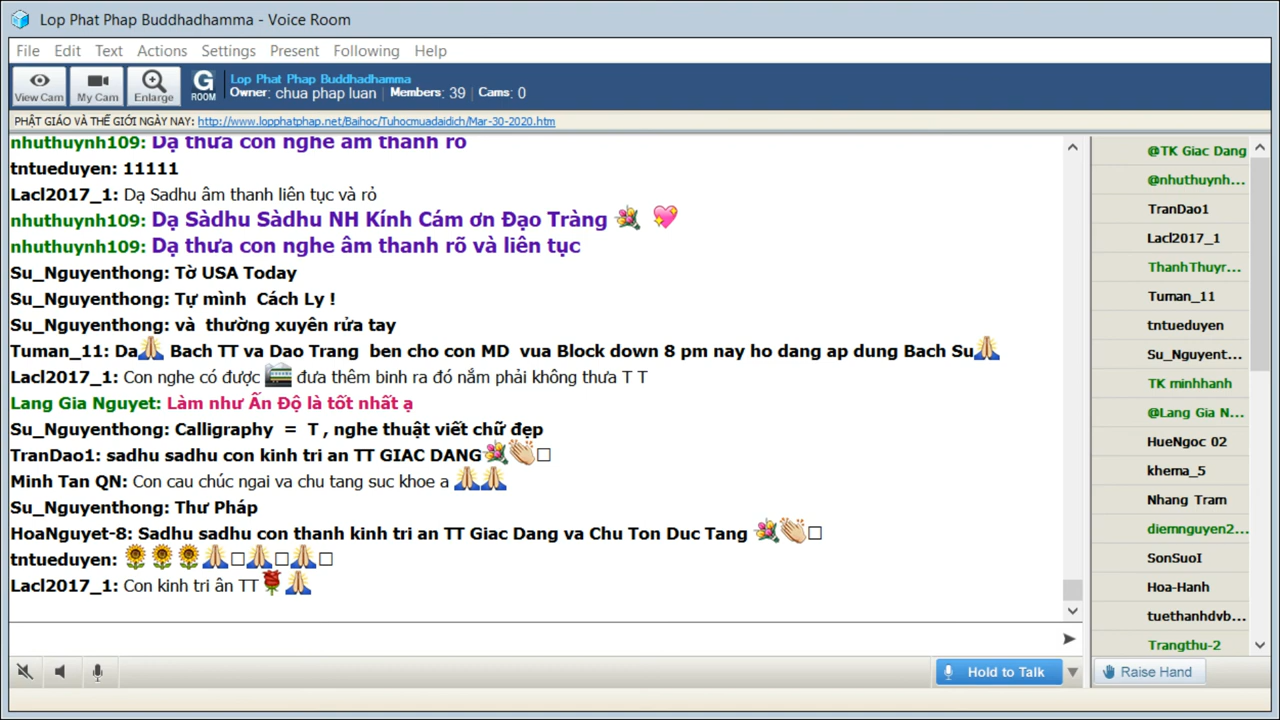 Lop Phat Phap Buddhadhamma - Voice Room
File Edit Text Actions Settings Present Following Help
View Cam My Cam Enlarge G ROOM
Lop Phat Phap Buddhadhamma
Owner: chua phap luan Members: 39 Cams: 0
PHẬT GIÁO VÀ THẾ GIỚI NGÀY NAY: http://www.lopphatphap.net/Baihoc/Tuhocmuadaidich/Mar-30-2020.htm
nhuthuynh109: Dạ thưa con nghe âm thanh rõ
tntueduyen: 11111
Lacl2017_1: Dạ Sadhu âm thanh liên tục và rỏ
nhuthuynh109: Dạ Sàdhu Sàdhu NH Kính Cám ơn Đạo Tràng 💐 💖
nhuthuynh109: Dạ thưa con nghe âm thanh rõ và liên tục
Su_Nguyenthong: Tờ USA Today
Su_Nguyenthong: Tự mình Cách Ly !
Su_Nguyenthong: và thường xuyên rửa tay
Tuman_11: Da🙏 Bach TT va Dao Trang ben cho con MD vua Block down 8 pm nay ho dang ap dung Bach Su🙏
Lacl2017_1: Con nghe có được 🚃 đưa thêm binh ra đó nắm phải không thưa T T
Lang Gia Nguyet: Làm như Ấn Độ là tốt nhất ạ
Su_Nguyenthong: Calligraphy = T , nghe thuật viết chữ đẹp
TranDao1: sadhu sadhu con kinh tri an TT GIAC DANG💐👏□
Minh Tan QN: Con cau chúc ngai va chu tang suc khoe a 🙏🙏
Su_Nguyenthong: Thư Pháp
HoaNguyet-8: Sadhu sadhu con thanh kinh tri an TT Giac Dang va Chu Ton Duc Tang 💐👏□
tntueduyen: 🌻🌻🌻🙏□🙏□🙏□
Lacl2017_1: Con kinh tri ân TT🌹🙏
Hold to Talk
@TK Giac Dang
@nhuthuynh...
TranDao1
Lacl2017_1
ThanhThuyr...
Tuman_11
tntueduyen
Su_Nguyent...
TK minhhanh
@Lang Gia N...
HueNgoc 02
khema_5
Nhang Tram
diemnguyen2...
SonSuoI
Hoa-Hanh
tuethanhdvb...
Trangthu-2
Raise Hand